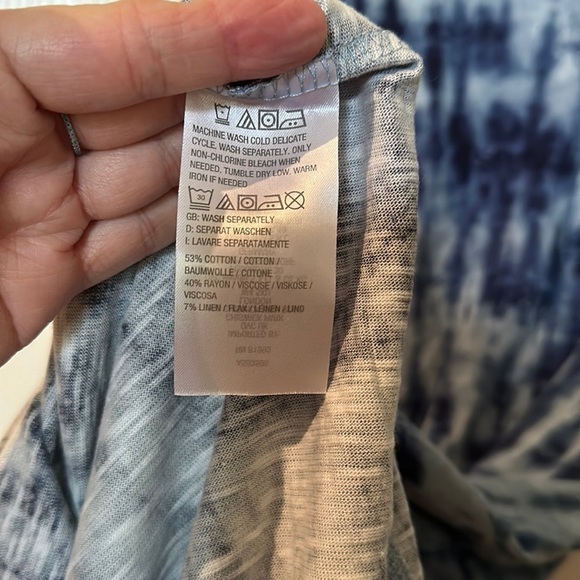 MACHINE WASH COLD DELICATE
CYCLE, WASH SEPARATELY, ONLY
NON-CHLORINE BLEACH WHEN
NEEDED, TUMBLE DRY LOW, WARM
IRON IF NEEDED
30
GB: WASH SEPARATELY
D: SEPARAT WASCHEN
I: LAVARE SEPARATAMENTE
53% COTTON / COTON /
BAUMWOLLE / COTONE
40% RAYON / VISCOSE / VISKOSE /
VISCOSA
7% LINEN / FLAX / LEINEN / LINO